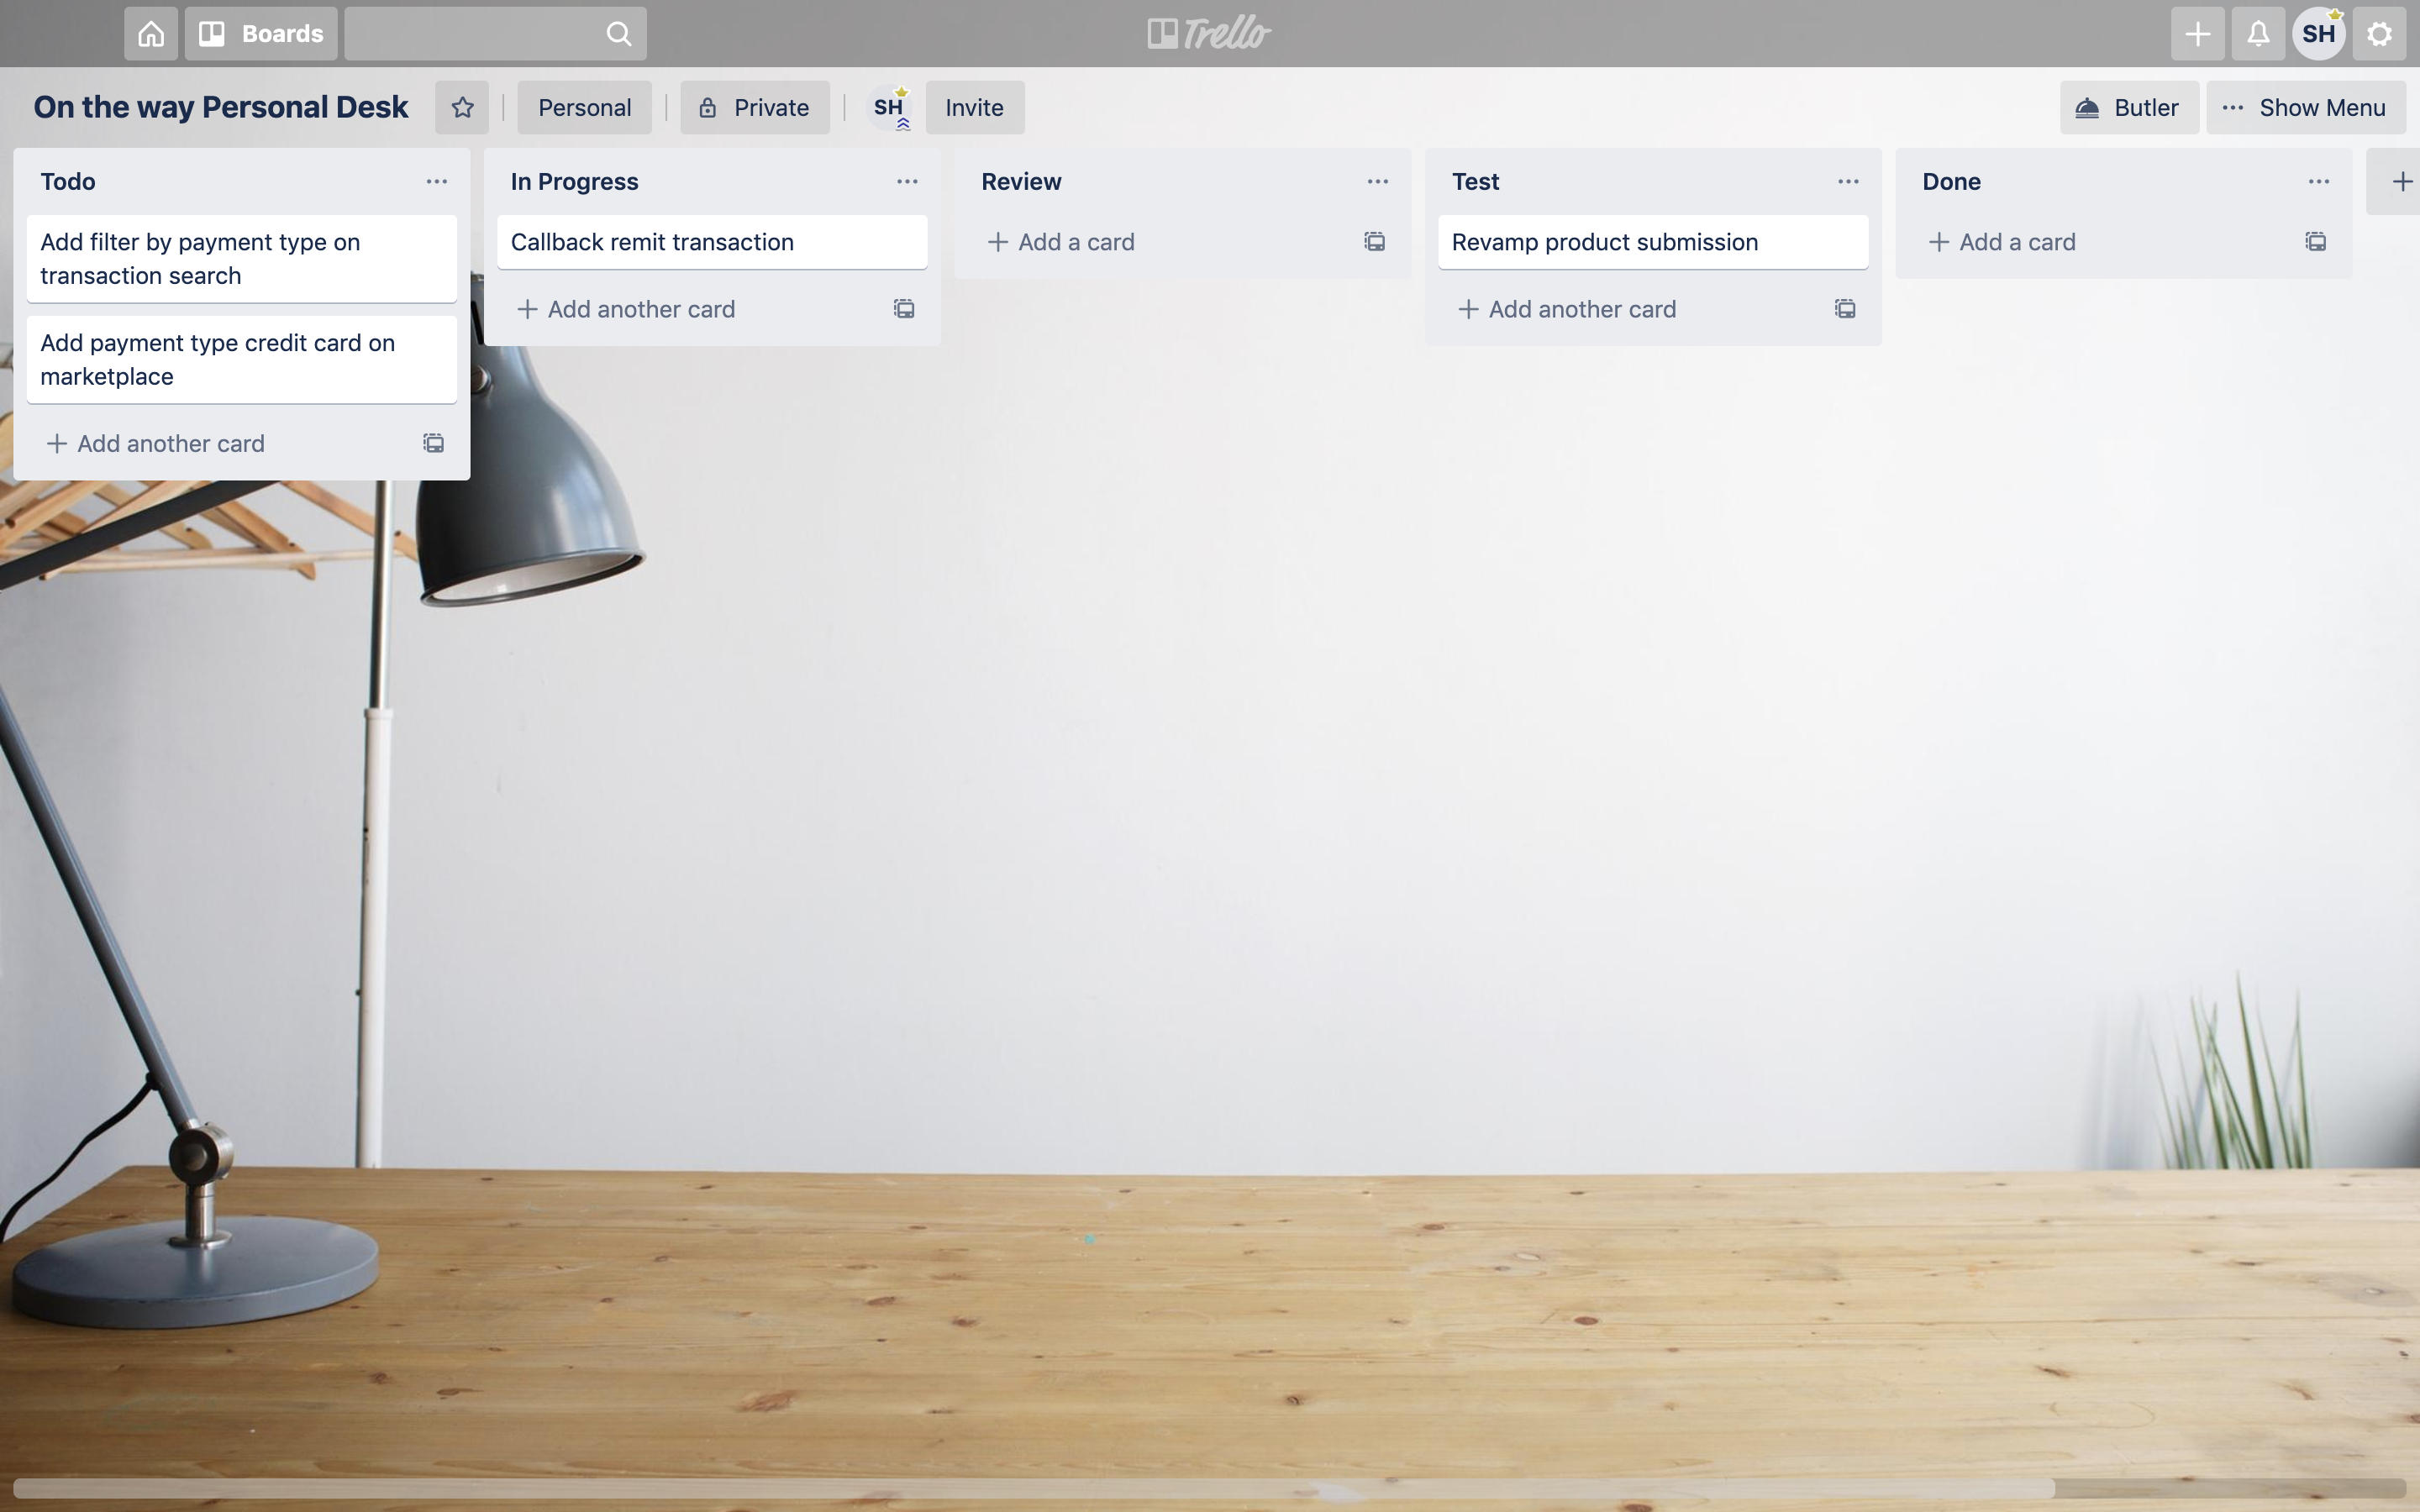 Boards
Trello
SH
On the way Personal Desk
Personal
Private
SH
Invite
Butler
Show Menu
Todo
Add filter by payment type on
transaction search
Add payment type credit card on
marketplace
Add another card
In Progress
Callback remit transaction
Add another card
Review
Add a card
Test
Revamp product submission
Add another card
Done
Add a card